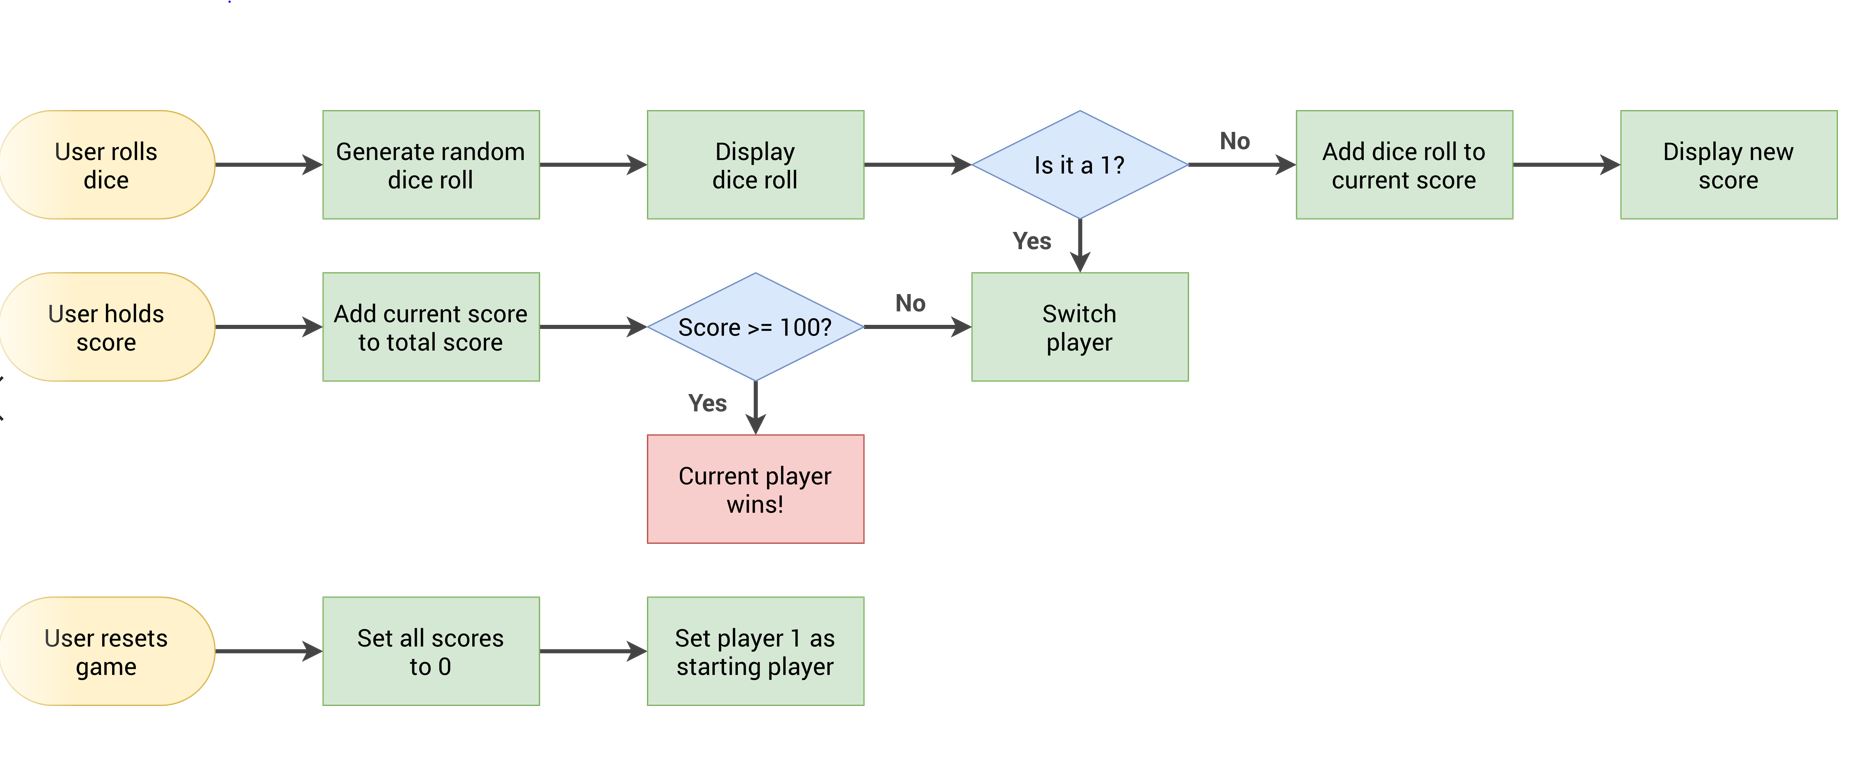 User rolls
dice
Generate random
dice roll
Display
dice roll
Is it a 1?
No
Add dice roll to
current score
Display new
score
Yes
User holds
score
Add current score
to total score
Score >= 100?
No
Switch
player
Yes
Current player
wins!
User resets
game
Set all scores
to 0
Set player 1 as
starting player